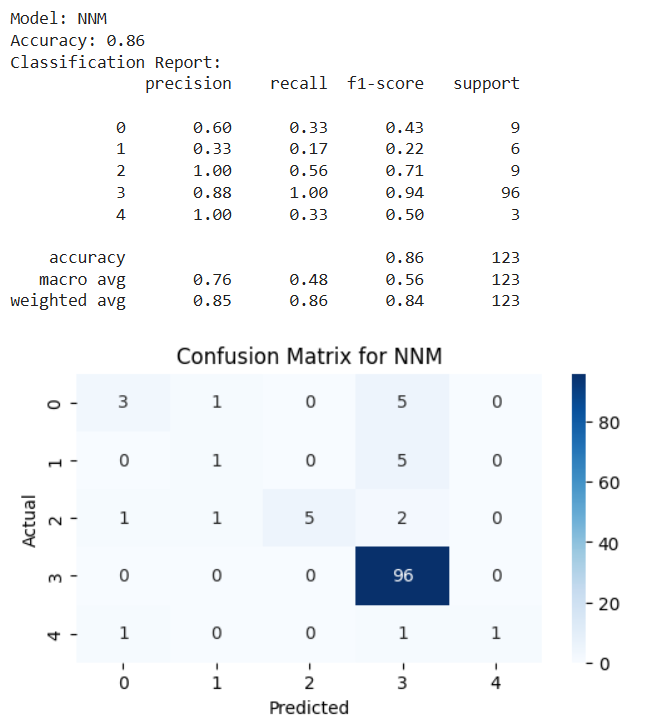 Model: NNM
Accuracy: 0.86
Classification Report:
precision recall f1-score support
0 0.60 0.33 0.43 9
1 0.33 0.17 0.22 6
2 1.00 0.56 0.71 9
3 0.88 1.00 0.94 96
4 1.00 0.33 0.50 3
accuracy 0.86 123
macro avg 0.76 0.48 0.56 123
weighted avg 0.85 0.86 0.84 123
Confusion Matrix for NNM
0 3 1 0 5 0
1 0 1 0 5 0
2 1 1 5 2 0
3 0 0 0 96 0
4 1 0 0 1 1
0 1 2 3 4
Predicted
Actual
80
60
40
20
0